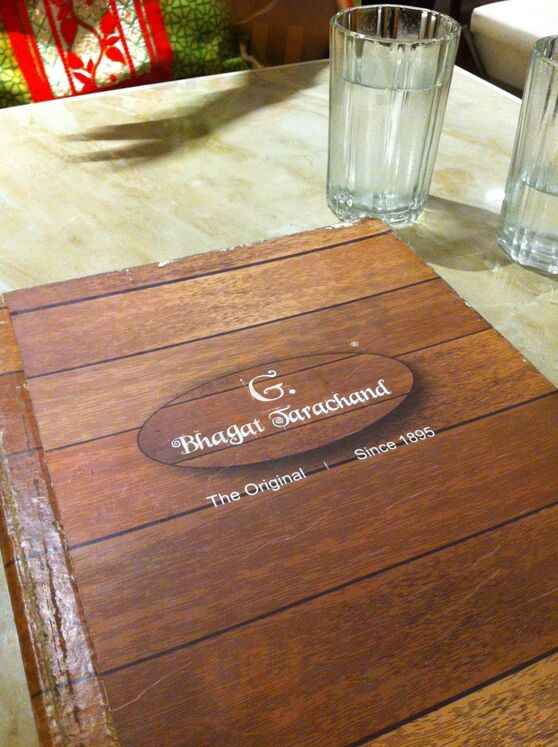 ®
G.
Bhagat Tarachand
The Original | Since 1895